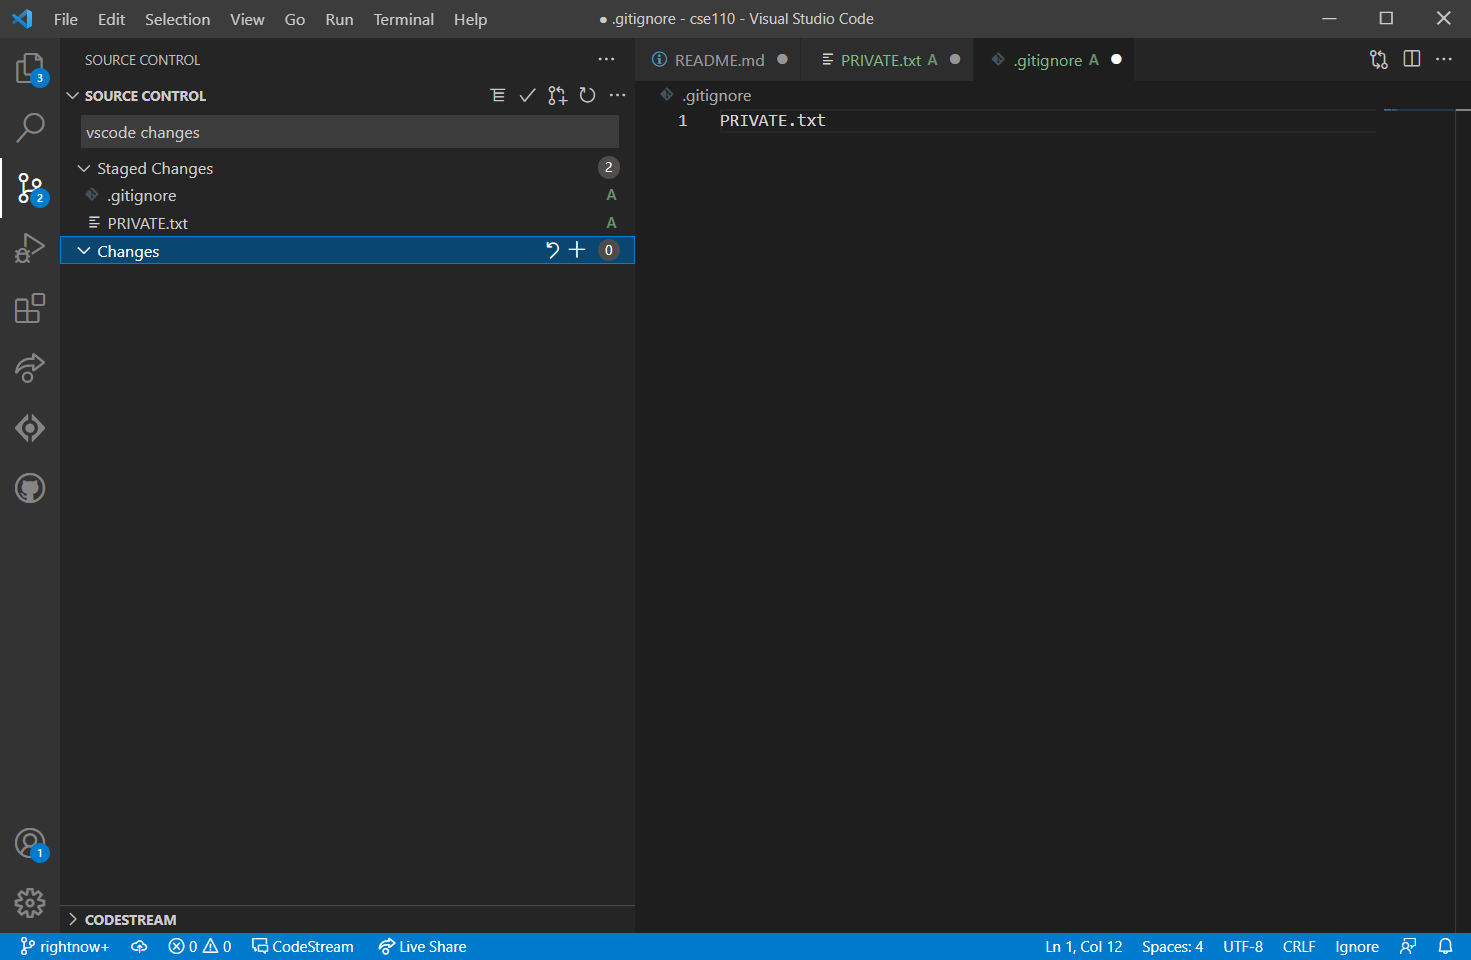 File Edit Selection View Go Run Terminal Help
● .gitignore - cse110 - Visual Studio Code
3
2
1
SOURCE CONTROL
SOURCE CONTROL
vscode changes
Staged Changes 2
.gitignore A
PRIVATE.txt A
Changes 0
CODESTREAM
README.md PRIVATE.txt A .gitignore A
.gitignore
1 PRIVATE.txt
rightnow+ 0 0 CodeStream Live Share Ln 1, Col 12 Spaces: 4 UTF-8 CRLF Ignore